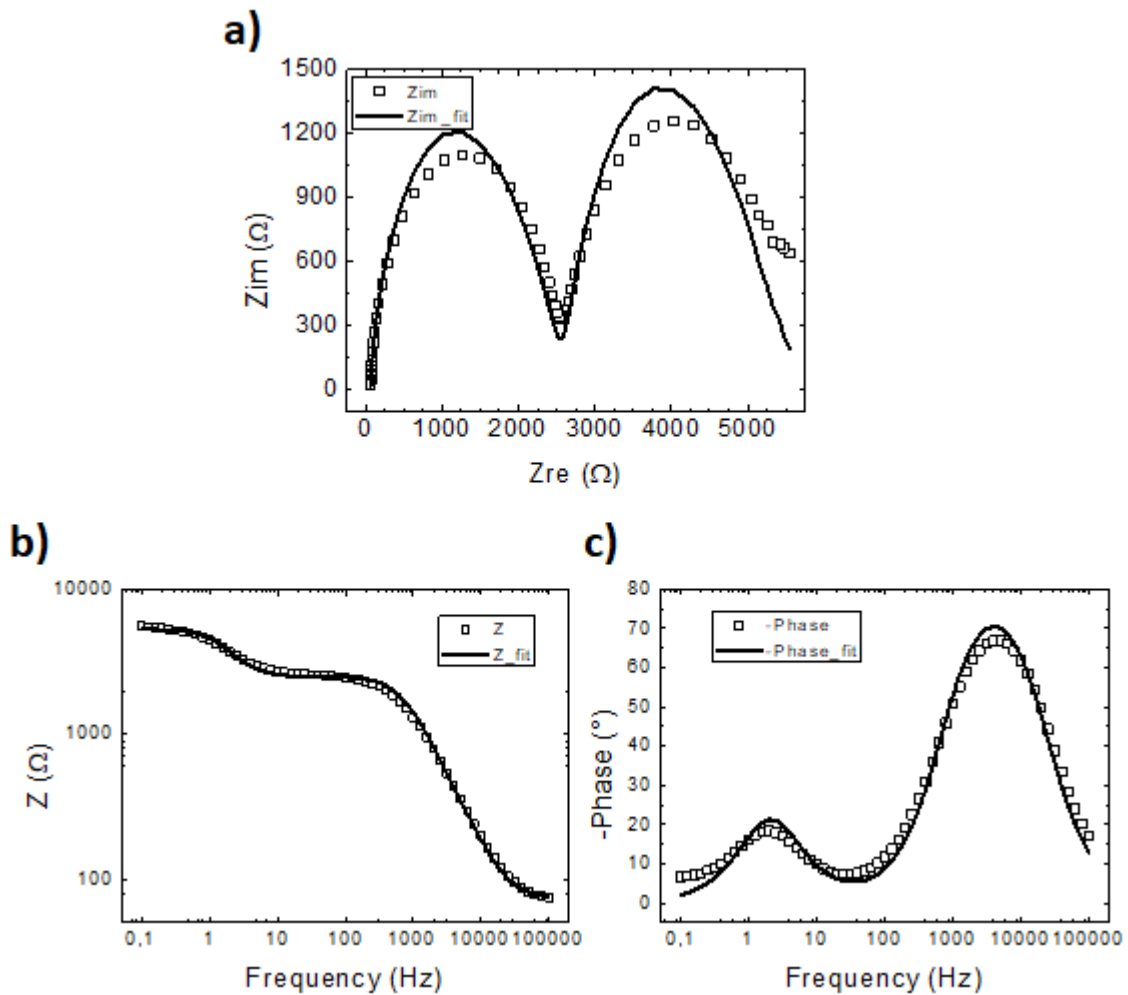 a)
1500
1200
900
600
300
0
Zim (Ω)
Zim
Zim_fit
0 1000 2000 3000 4000 5000
Zre (Ω)
b)
10000
1000
100
Z (Ω)
Z
Z_fit
0,1 1 10 100 1000 10000 100000
Frequency (Hz)
c)
80
70
60
50
40
30
20
10
0
-Phase (°)
-Phase
-Phase_fit
0,1 1 10 100 1000 10000 100000
Frequency (Hz)